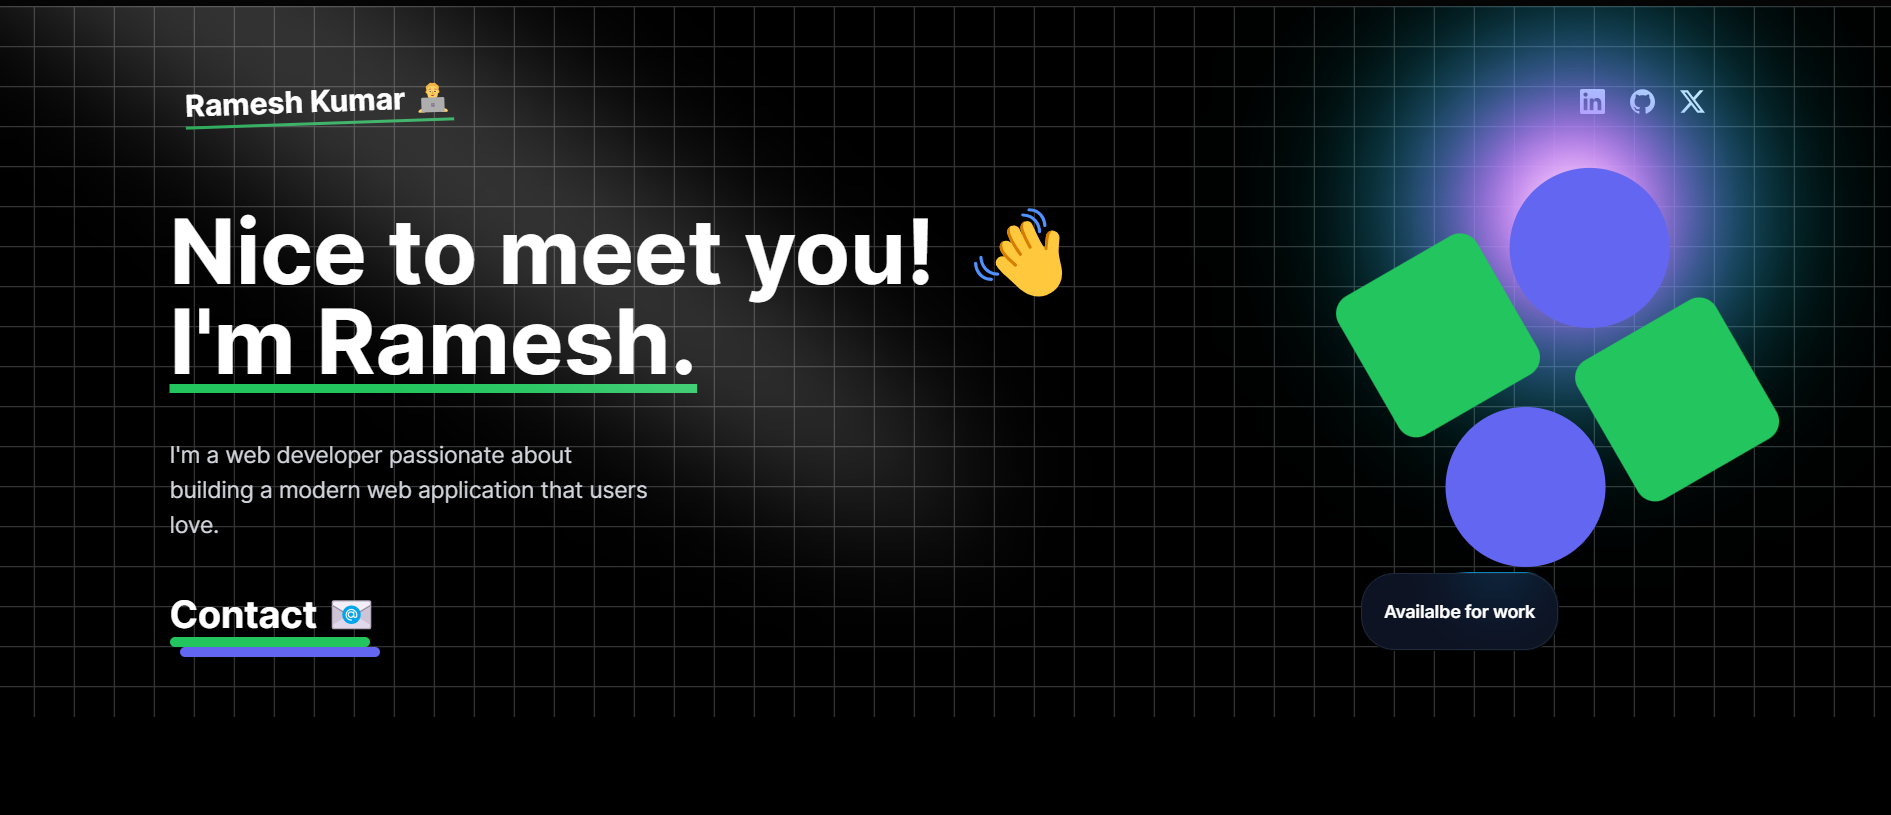 Ramesh Kumar
Nice to meet you!
I'm Ramesh.
I'm a web developer passionate about
building a modern web application that users
love.
Contact
Availalbe for work